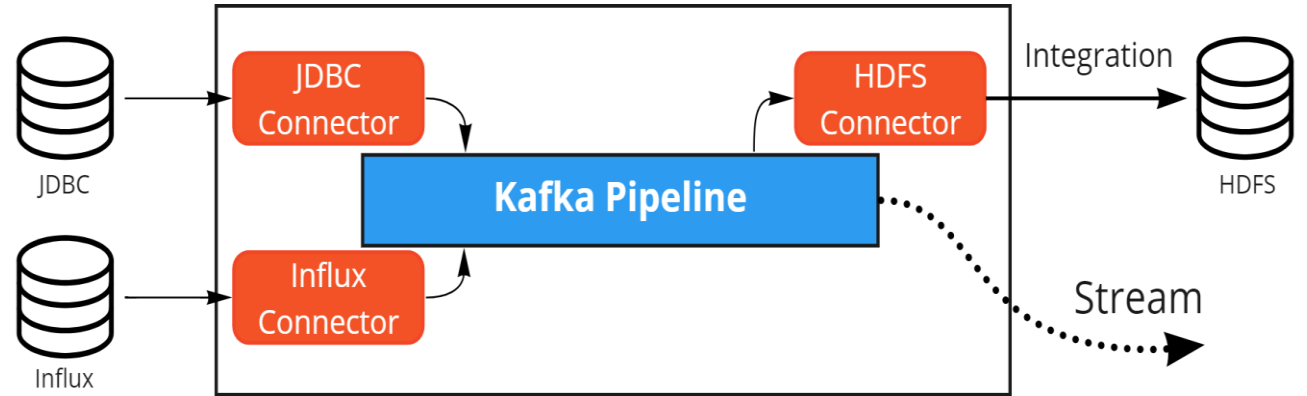 JDBC
Connector
HDFS
Connector
Integration
JDBC
Kafka Pipeline
HDFS
Influx
Connector
Stream
Influx